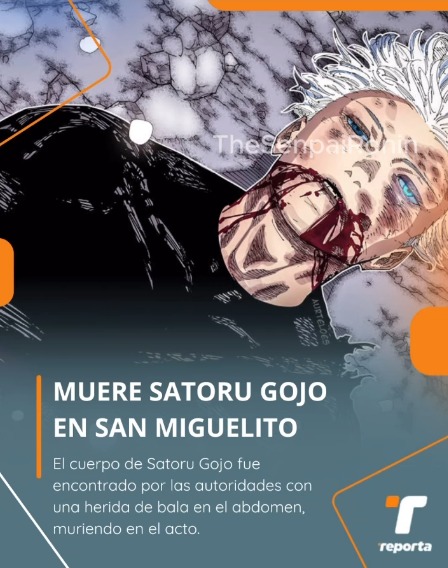 TheSenpaiRonin
MUERE SATORU GOJO
EN SAN MIGUELITO
El cuerpo de Satoru Gojo fue
encontrado por las autoridades con
una herida de bala en el abdomen,
muriendo en el acto.
T
reporta